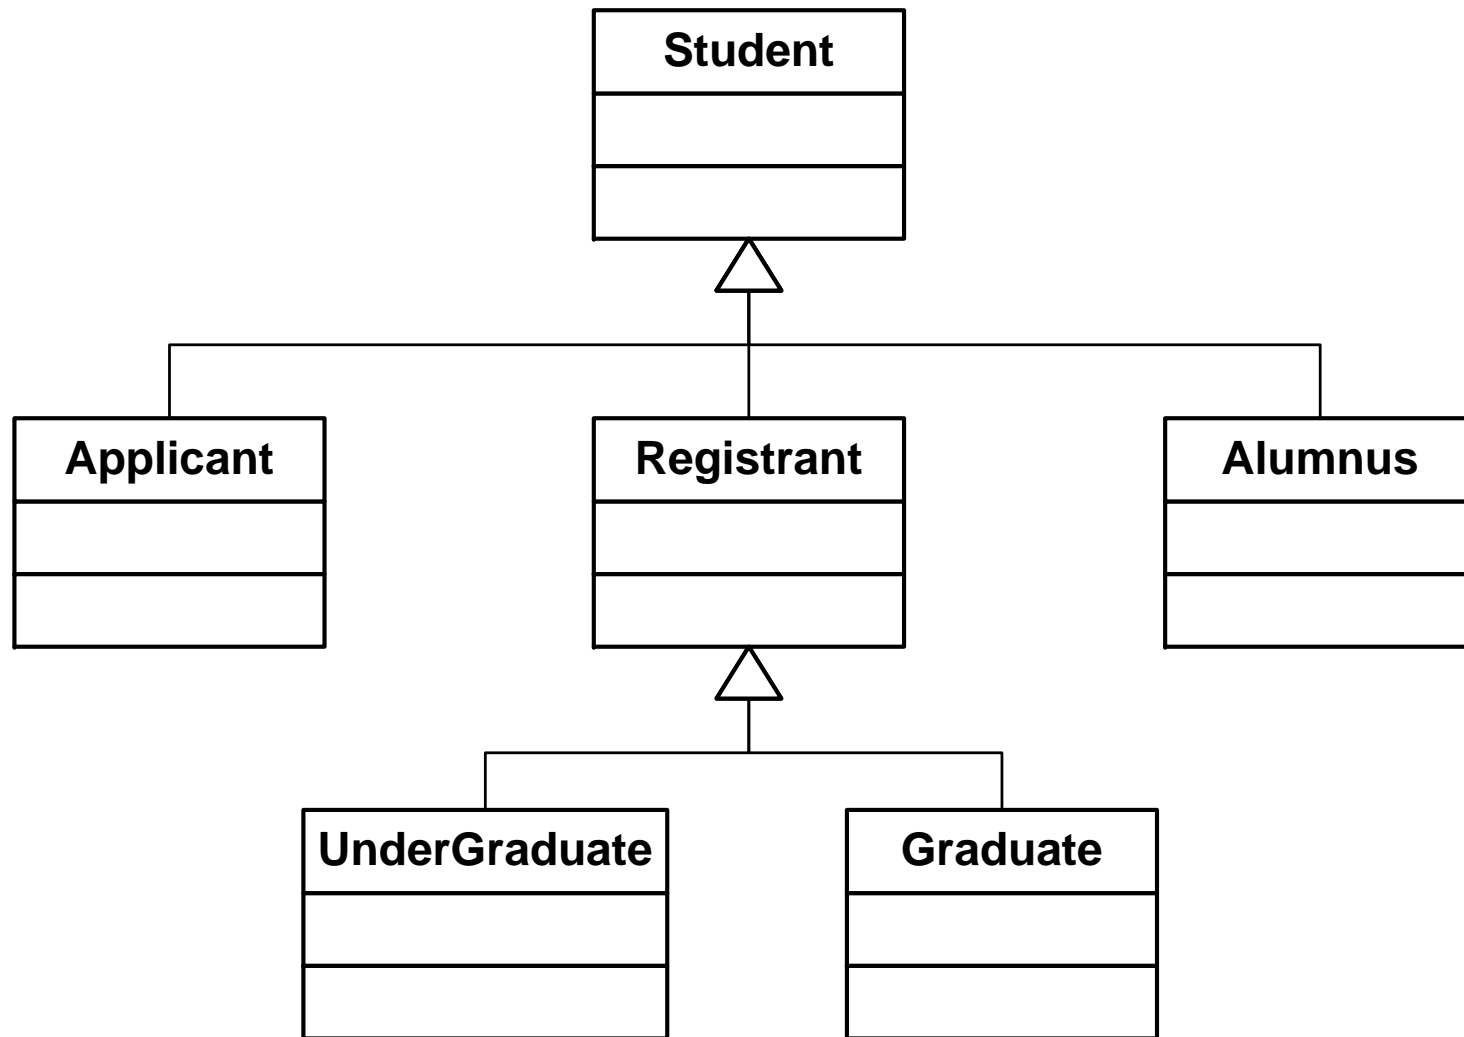 Student
Applicant
Registrant
Alumnus
UnderGraduate
Graduate